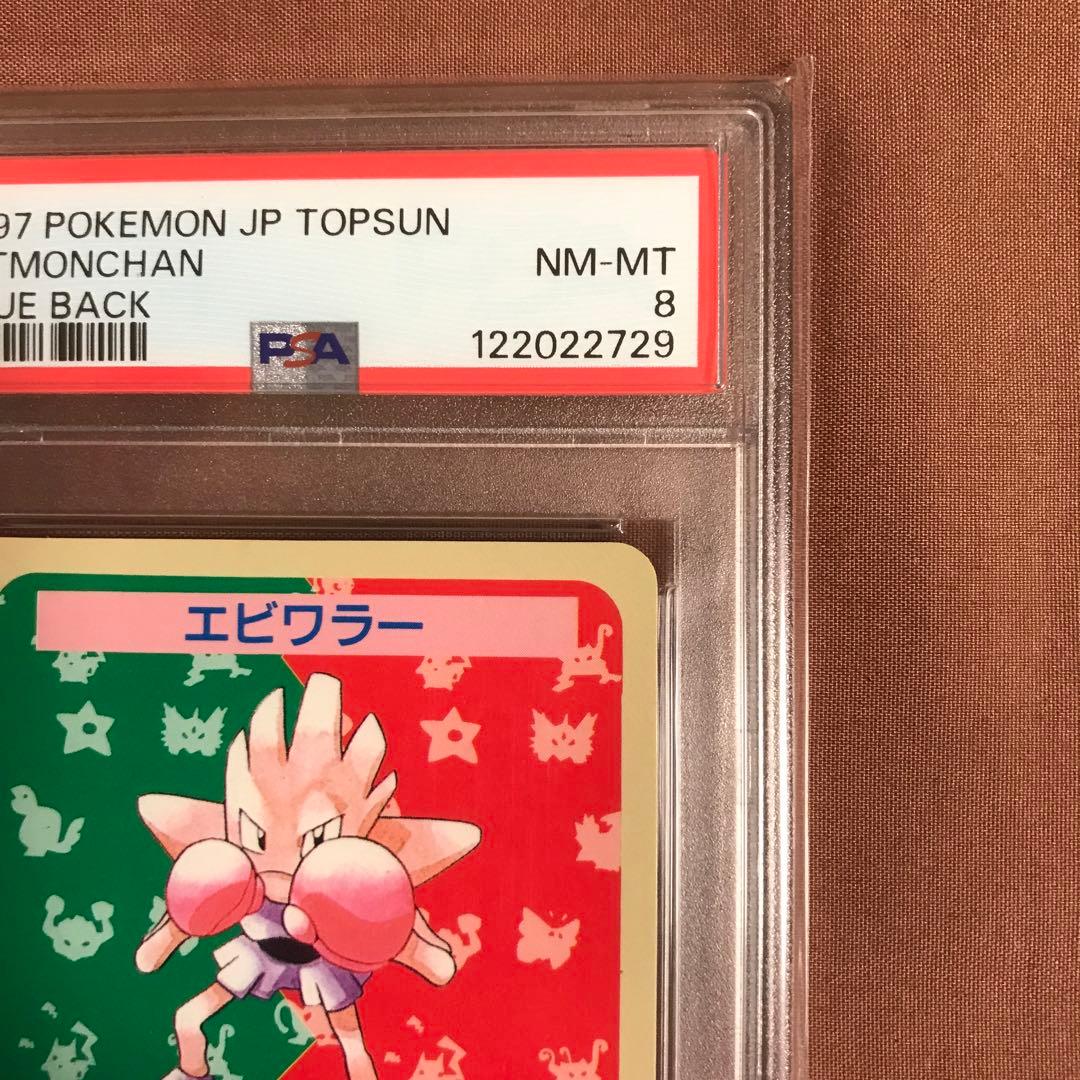 97 POKEMON JP TOPSUN
TMONCHAN
NM-MT
UE BACK
8
PSA
122022729
エビワラー